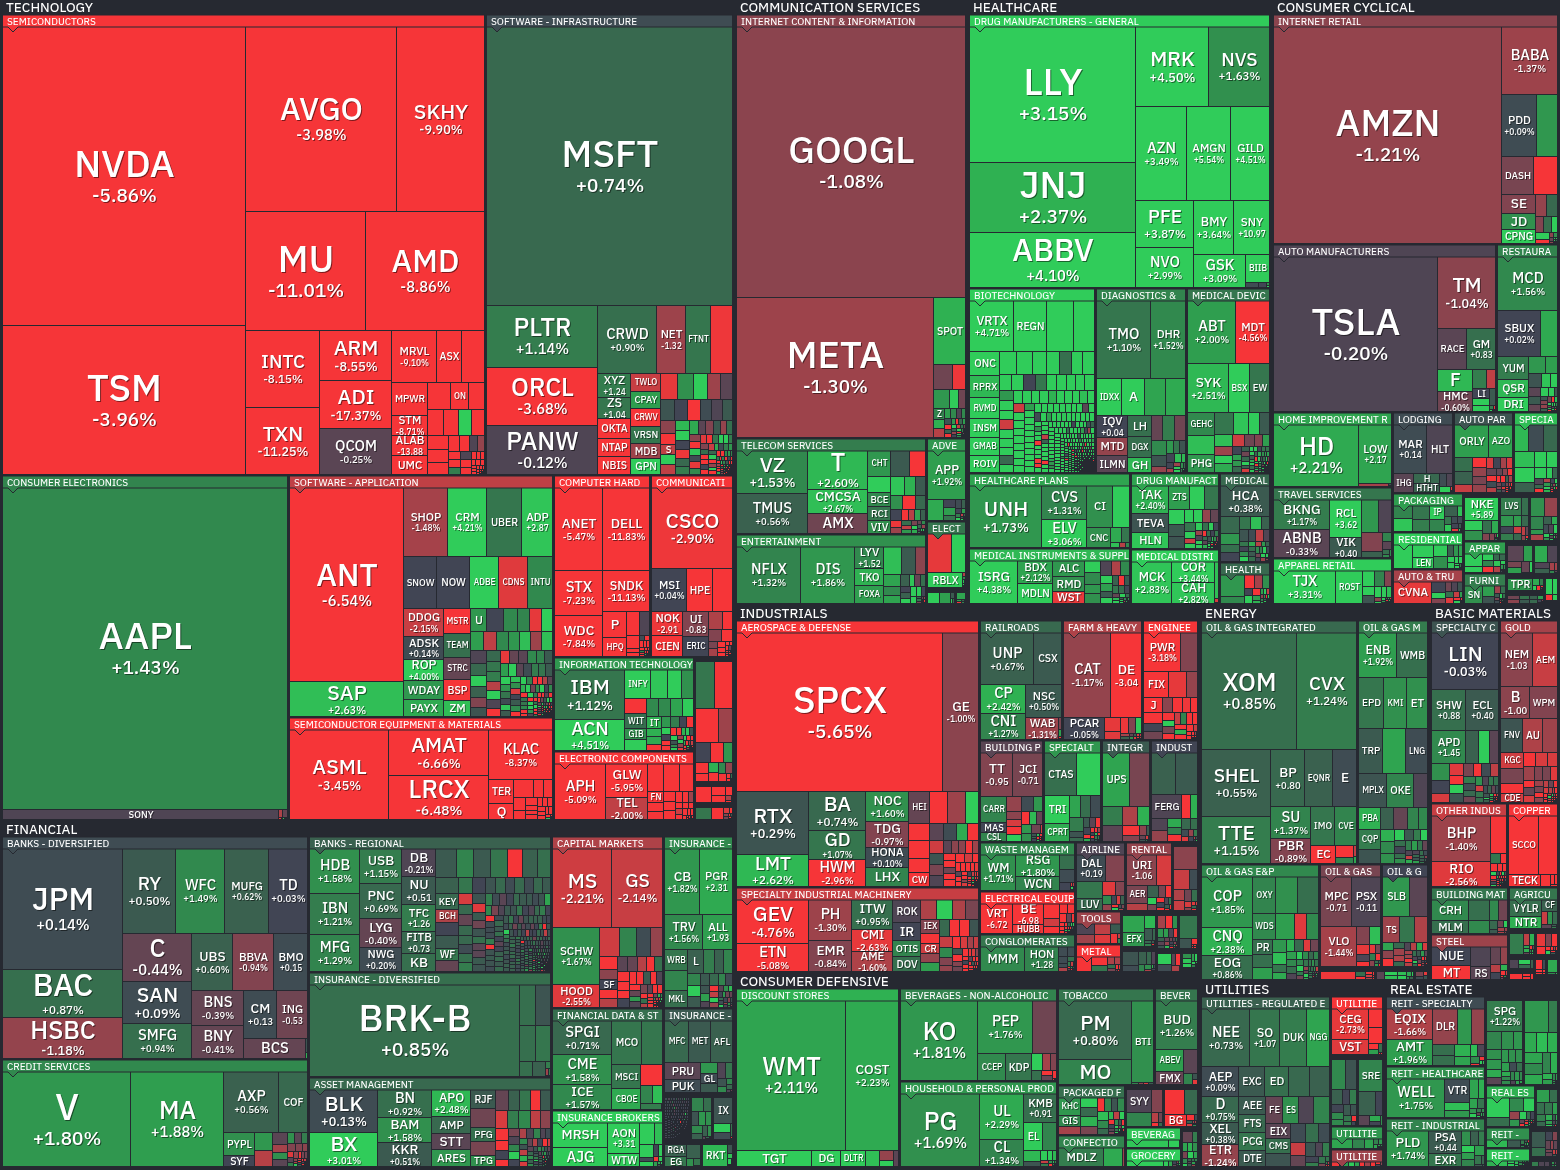 TECHNOLOGY
SEMICONDUCTORS
NVDA
-5.86%
AVGO
-3.98%
SKHY
-9.90%
MU
-11.01%
AMD
-8.86%
TSM
-3.96%
INTC
-8.15%
TXN
-11.25%
ARM
-8.55%
ADI
-17.37%
QCOM
-0.25%
MRVL
-9.10%
ASX
MPWR
ON
STM
-8.71%
ALAB
-13.88
UMC
SOFTWARE - INFRASTRUCTURE
MSFT
+0.74%
PLTR
+1.14%
ORCL
-3.68%
PANW
-0.12%
CRWD
+0.90%
NET
-1.32
FTNT
XYZ
+1.24
ZS
+1.04
OKTA
NTAP
NBIS
TWLO
CPAY
CRWV
VRSN
MDB
S
GPN
CONSUMER ELECTRONICS
AAPL
+1.43%
SONY
SOFTWARE - APPLICATION
ANT
-6.54%
SAP
+2.63%
SHOP
-1.48%
CRM
+4.21%
UBER
ADP
+2.87
SNOW
NOW
ADBE
CDNS
INTU
DDOG
-2.15%
MSTR
U
ADSK
+0.14%
TEAM
ROP
+4.00%
STRC
WDAY
BSP
PAYX
ZM
COMPUTER HARD
ANET
-5.47%
DELL
-11.83%
STX
-7.23%
SNDK
-11.13%
WDC
-7.84%
P
HPQ
COMMUNICATI
CSCO
-2.90%
MSI
+0.04%
HPE
NOK
-2.91
UI
-0.83
CIEN
ERIC
INFORMATION TECHNOLOGY
IBM
+1.12%
INFY
ACN
+4.51%
WIT
IT
GIB
SEMICONDUCTOR EQUIPMENT & MATERIALS
ASML
-3.45%
AMAT
-6.66%
LRCX
-6.48%
KLAC
-8.37%
TER
Q
ELECTRONIC COMPONENTS
APH
-5.09%
GLW
-5.95%
TEL
-2.00%
FN
COMMUNICATION SERVICES
INTERNET CONTENT & INFORMATION
GOOGL
-1.08%
META
-1.30%
SPOT
Z
TELECOM SERVICES
VZ
+1.53%
T
+2.60%
TMUS
+0.56%
CMCSA
+2.67%
AMX
CHT
BCE
RCI
VIV
ADVE
APP
+1.92%
ENTERTAINMENT
NFLX
+1.32%
DIS
+1.86%
LYV
+1.52
TKO
FOXA
ELECT
RBLX
HEALTHCARE
DRUG MANUFACTURERS - GENERAL
LLY
+3.15%
JNJ
+2.37%
ABBV
+4.10%
MRK
+4.50%
NVS
+1.63%
AZN
+3.49%
AMGN
+5.54%
GILD
+4.51%
PFE
+3.87%
BMY
+3.64%
SNY
+10.97
NVO
+2.99%
GSK
+3.09%
BIIB
BIOTECHNOLOGY
VRTX
+4.71%
REGN
ONC
RPRX
RVMD
INSM
GMAB
ROIV
DIAGNOSTICS &
TMO
+1.10%
DHR
+1.52%
IDXX
A
IQV
+0.04
LH
MTD
DGX
ILMN
GH
MEDICAL DEVIC
ABT
+2.00%
MDT
-4.56%
SYK
+2.51%
BSX
EW
GEHC
PHG
HEALTHCARE PLANS
UNH
+1.73%
CVS
+1.31%
CI
ELV
+3.06%
CNC
DRUG MANUFACT
TAK
+2.40%
ZTS
TEVA
HLN
MEDICAL
HCA
+0.38%
MEDICAL INSTRUMENTS & SUPPL
ISRG
+4.38%
BDX
+2.12%
ALC
RMD
MDLN
WST
MEDICAL DISTRI
MCK
+2.83%
COR
+3.44%
CAH
+2.82%
HEALTH
CONSUMER CYCLICAL
INTERNET RETAIL
AMZN
-1.21%
BABA
-1.37%
PDD
+0.09%
DASH
SE
JD
CPNG
AUTO MANUFACTURERS
TSLA
-0.20%
TM
-1.04%
RACE
GM
+0.83
F
HMC
-0.60%
LI
RESTAURA
MCD
+1.56%
SBUX
+0.02%
YUM
QSR
DRI
HOME IMPROVEMENT R
HD
+2.21%
LOW
+2.17
LODGING
MAR
+0.14
HLT
IHG
H
HTHT
AUTO PAR
ORLY
AZO
SPECIA
TRAVEL SERVICES
BKNG
+1.17%
RCL
+3.62
ABNB
-0.33%
VIK
+0.40
PACKAGING
IP
NKE
+5.89
LVS
RESIDENTIAL
LEN
APPAR
APPAREL RETAIL
TJX
+3.31%
ROST
AUTO & TRU
CVNA
FURNI
SN
TPR
INDUSTRIALS
AEROSPACE & DEFENSE
SPCX
-5.65%
GE
-1.00%
RTX
+0.29%
BA
+0.74%
LMT
+2.62%
GD
+1.07%
HWM
-2.96%
NOC
+1.60%
TDG
-0.97%
HONA
+0.10%
LHX
HEI
CW
RAILROADS
UNP
+0.67%
CSX
CP
+2.42%
NSC
+0.50%
CNI
+1.27%
WAB
-1.31%
FARM & HEAVY
CAT
-1.17%
DE
-3.04
PCAR
-0.05%
ENGINEE
PWR
-3.18%
FIX
J
BUILDING P
TT
-0.95
JCI
-0.71
CARR
MAS
CSL
SPECIALT
CTAS
TRI
CPRT
INTEGR
UPS
INDUST
FERG
WASTE MANAGEM
WM
+1.71%
RSG
+1.80%
WCN
AIRLINE
DAL
+0.19
LUV
RENTAL
URI
-1.06
AER
SPECIALTY INDUSTRIAL MACHINERY
GEV
-4.76%
ETN
-5.08%
PH
-1.30%
EMR
-0.84%
ITW
+0.95%
CMI
-2.63%
AME
-1.60%
ROK
IR
OTIS
DOV
IEX
CR
ELECTRICAL EQUIP
VRT
-6.72
BE
-6.98
HUBB
TOOLS
CONGLOMERATES
MMM
HON
+1.28
METAL
EFX
ENERGY
OIL & GAS INTEGRATED
XOM
+0.85%
CVX
+1.24%
SHEL
+0.55%
BP
+0.80
EQNR
E
TTE
+1.15%
SU
+1.37%
IMO
CVE
PBR
-0.89%
EC
OIL & GAS M
ENB
+1.92%
WMB
EPD
KMI
ET
TRP
LNG
MPLX
OKE
PBA
CQP
OIL & GAS E&P
COP
+1.85%
OXY
CNQ
+2.38%
WDS
EOG
+0.86%
PR
OIL & GAS
MPC
-0.71
PSX
-0.11
VLO
-1.44%
OIL & G
SLB
TS
BASIC MATERIALS
SPECIALTY C
LIN
-0.03%
SHW
+0.88
ECL
+0.40
APD
+1.45
GOLD
NEM
-1.03
AEM
B
-1.00
WPM
FNV
AU
KGC
CDE
OTHER INDUS
BHP
-1.40%
RIO
-2.56%
COPPER
SCCO
TECK
BUILDING MAT
CRH
MLM
AGRICU
VYLR
CF
NTR
STEEL
NUE
MT
RS
FINANCIAL
BANKS - DIVERSIFIED
JPM
+0.14%
BAC
+0.87%
HSBC
-1.18%
RY
+0.50%
WFC
+1.49%
MUFG
+0.62%
TD
+0.03%
C
-0.44%
UBS
+0.60%
BBVA
-0.94%
BMO
+0.15
SAN
+0.09%
BNS
-0.39%
CM
+0.13
ING
-0.53
SMFG
+0.94%
BNY
-0.41%
BCS
CREDIT SERVICES
V
+1.80%
MA
+1.88%
AXP
+0.56%
COF
PYPL
SYF
BANKS - REGIONAL
HDB
+1.58%
USB
+1.15%
DB
-0.21%
IBN
+1.21%
PNC
+0.69%
NU
+0.51
KEY
MFG
+1.29%
LYG
-0.40%
TFC
+1.26
BCH
NWG
+0.20%
FITB
+0.73
KB
WF
INSURANCE - DIVERSIFIED
BRK-B
+0.85%
ASSET MANAGEMENT
BLK
+0.13%
BX
+3.01%
BN
+0.92%
BAM
+1.58%
KKR
+0.51%
APO
+2.48%
AMP
STT
ARES
RJF
PFG
TPG
CAPITAL MARKETS
MS
-2.21%
GS
-2.14%
SCHW
+1.67%
SF
HOOD
-2.55%
INSURANCE -
CB
+1.82%
PGR
+2.31
TRV
+1.56%
ALL
+1.93
WRB
L
MKL
FINANCIAL DATA & ST
SPGI
+0.71%
MCO
CME
+1.58%
MSCI
ICE
+1.57%
CBOE
INSURANCE -
MFC
MET
AFL
PRU
GL
PUK
INSURANCE BROKERS
MRSH
AON
+3.31
AJG
WTW
IX
RGA
EG
RKT
CONSUMER DEFENSIVE
DISCOUNT STORES
WMT
+2.11%
COST
+2.23%
TGT
DG
DLTR
BEVERAGES - NON-ALCOHOLIC
KO
+1.81%
PEP
+1.76%
CCEP
KDP
TOBACCO
PM
+0.80%
BTI
MO
BEVER
BUD
+1.26%
ABEV
FMX
HOUSEHOLD & PERSONAL PROD
PG
+1.69%
UL
+2.29%
KMB
+0.91
CL
+1.34%
EL
PACKAGED F
KHC
GIS
SYY
BG
CONFECTIO
MDLZ
BEVERAG
GROCERY
UTILITIES
UTILITIES - REGULATED E
NEE
+0.73%
SO
+1.07
DUK
NGG
AEP
+0.09%
EXC
ED
D
+0.75%
AEE
FE
ES
XEL
+0.38%
FTS
EIX
ETR
-1.24%
PCG
CMS
DTE
UTILITIE
CEG
-2.73%
VST
SRE
UTILITIE
UTILITIE
REAL ESTATE
REIT - SPECIALTY
EQIX
-1.66%
DLR
AMT
+1.96%
SPG
+1.22%
REIT - HEALTHCARE
WELL
+1.75%
VTR
REAL ES
REIT - INDUSTRIAL
PLD
+1.74%
PSA
+0.44
EXR
REIT -
REIT -